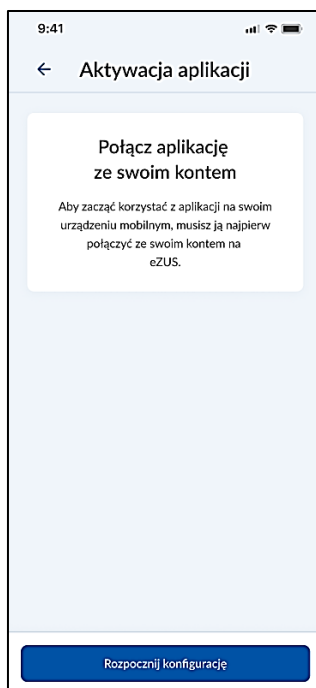 9:41
Aktywacja aplikacji
Połącz aplikację
ze swoim kontem
Aby zacząć korzystać z aplikacji na swoim
urządzeniu mobilnym, musisz ją najpierw
połączyć ze swoim kontem na
eZUS.
Rozpocznij konfigurację